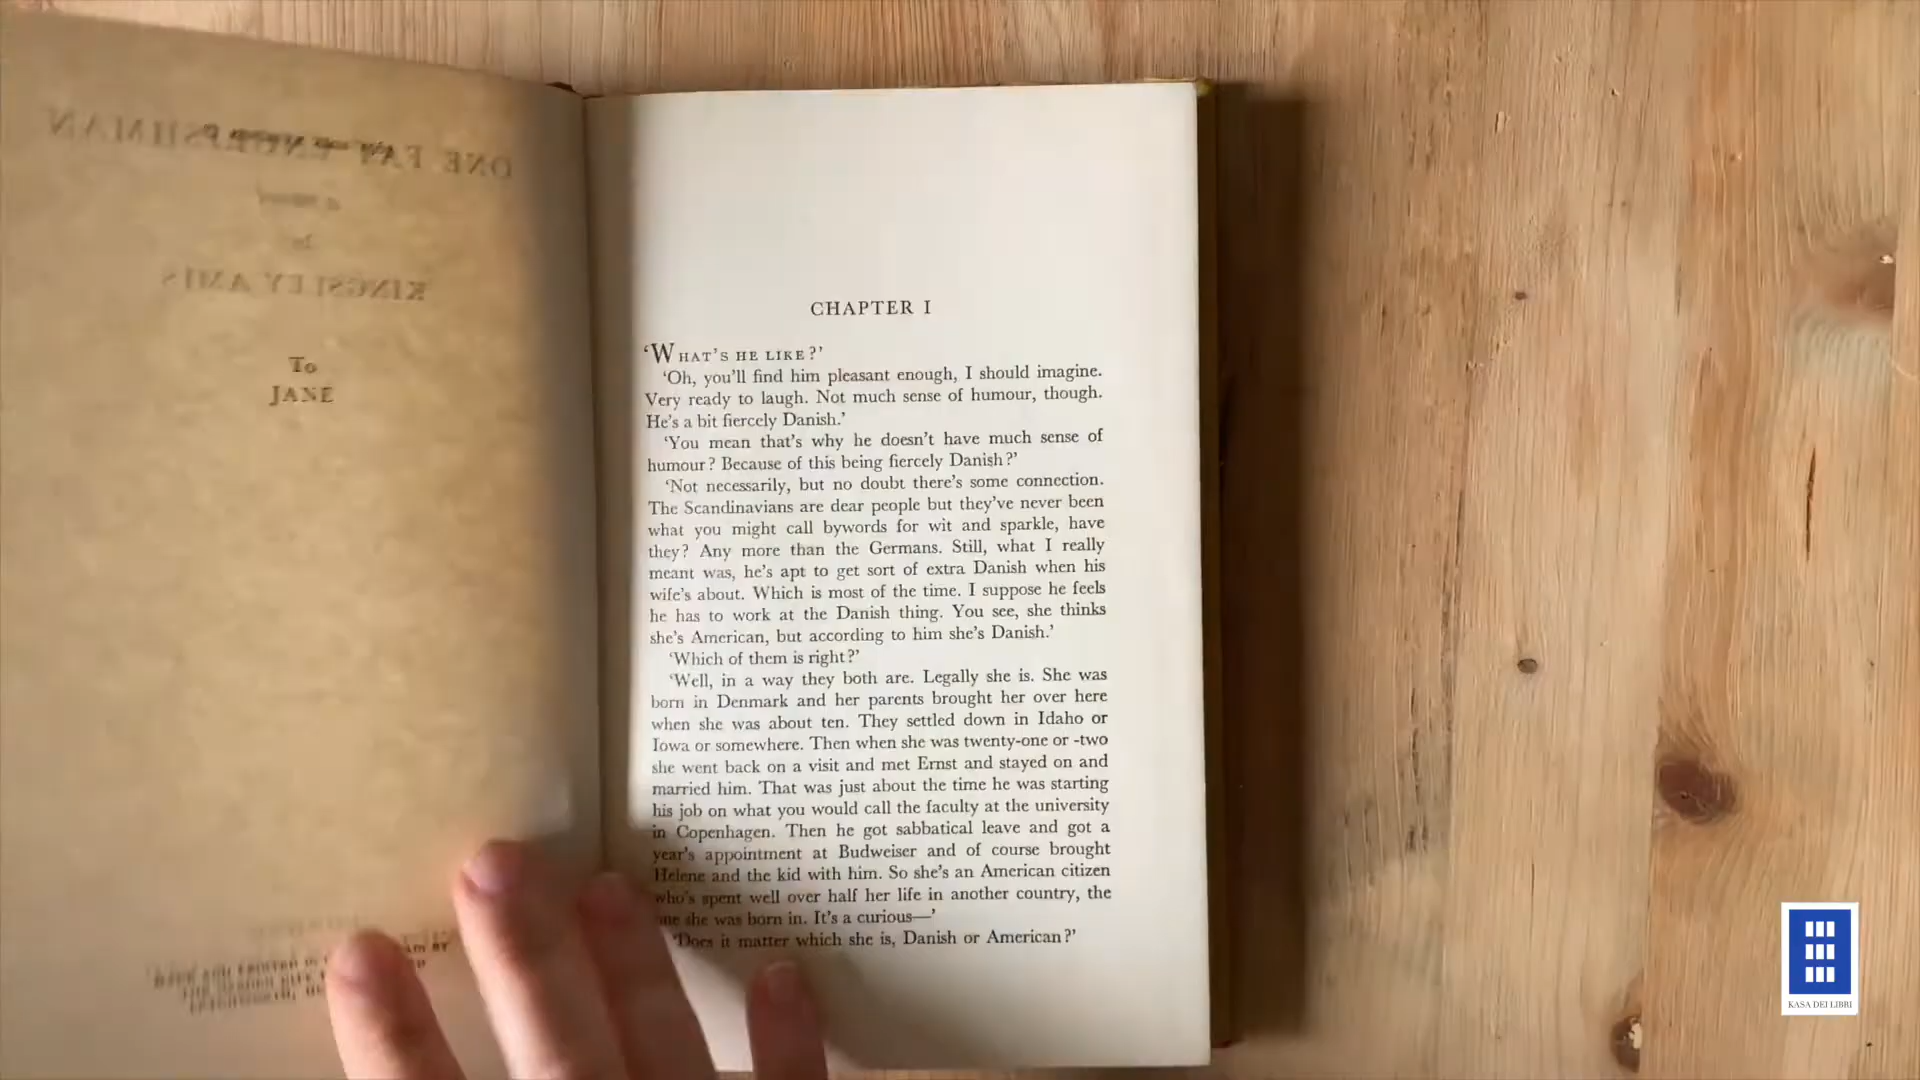 ONE FAT ENGLISHMAN
a novel
by
KINGSLEY AMIS
To
JANE
CHAPTER I
‘WHAT’S HE LIKE?’
‘Oh, you’ll find him pleasant enough, I should imagine.
Very ready to laugh. Not much sense of humour, though.
He’s a bit fiercely Danish.’
‘You mean that’s why he doesn’t have much sense of
humour? Because of this being fiercely Danish?’
‘Not necessarily, but no doubt there’s some connection.
The Scandinavians are dear people but they’ve never been
what you might call bywords for wit and sparkle, have
they? Any more than the Germans. Still, what I really
meant was, he’s apt to get sort of extra Danish when his
wife’s about. Which is most of the time. I suppose he feels
he has to work at the Danish thing. You see, she thinks
she’s American, but according to him she’s Danish.’
‘Which of them is right?’
‘Well, in a way they both are. Legally she is. She was
born in Denmark and her parents brought her over here
when she was about ten. They settled down in Idaho or
Iowa or somewhere. Then when she was twenty-one or -two
she went back on a visit and met Ernst and stayed on and
married him. That was just about the time he was starting
his job on what you would call the faculty at the university
in Copenhagen. Then he got sabbatical leave and got a
year’s appointment at Budweiser and of course brought
Helene and the kid with him. So she’s an American citizen
who’s spent well over half her life in another country, the
one she was born in. It’s a curious—’
‘Does it matter which she is, Danish or American?’
KASA DEI LIBRI